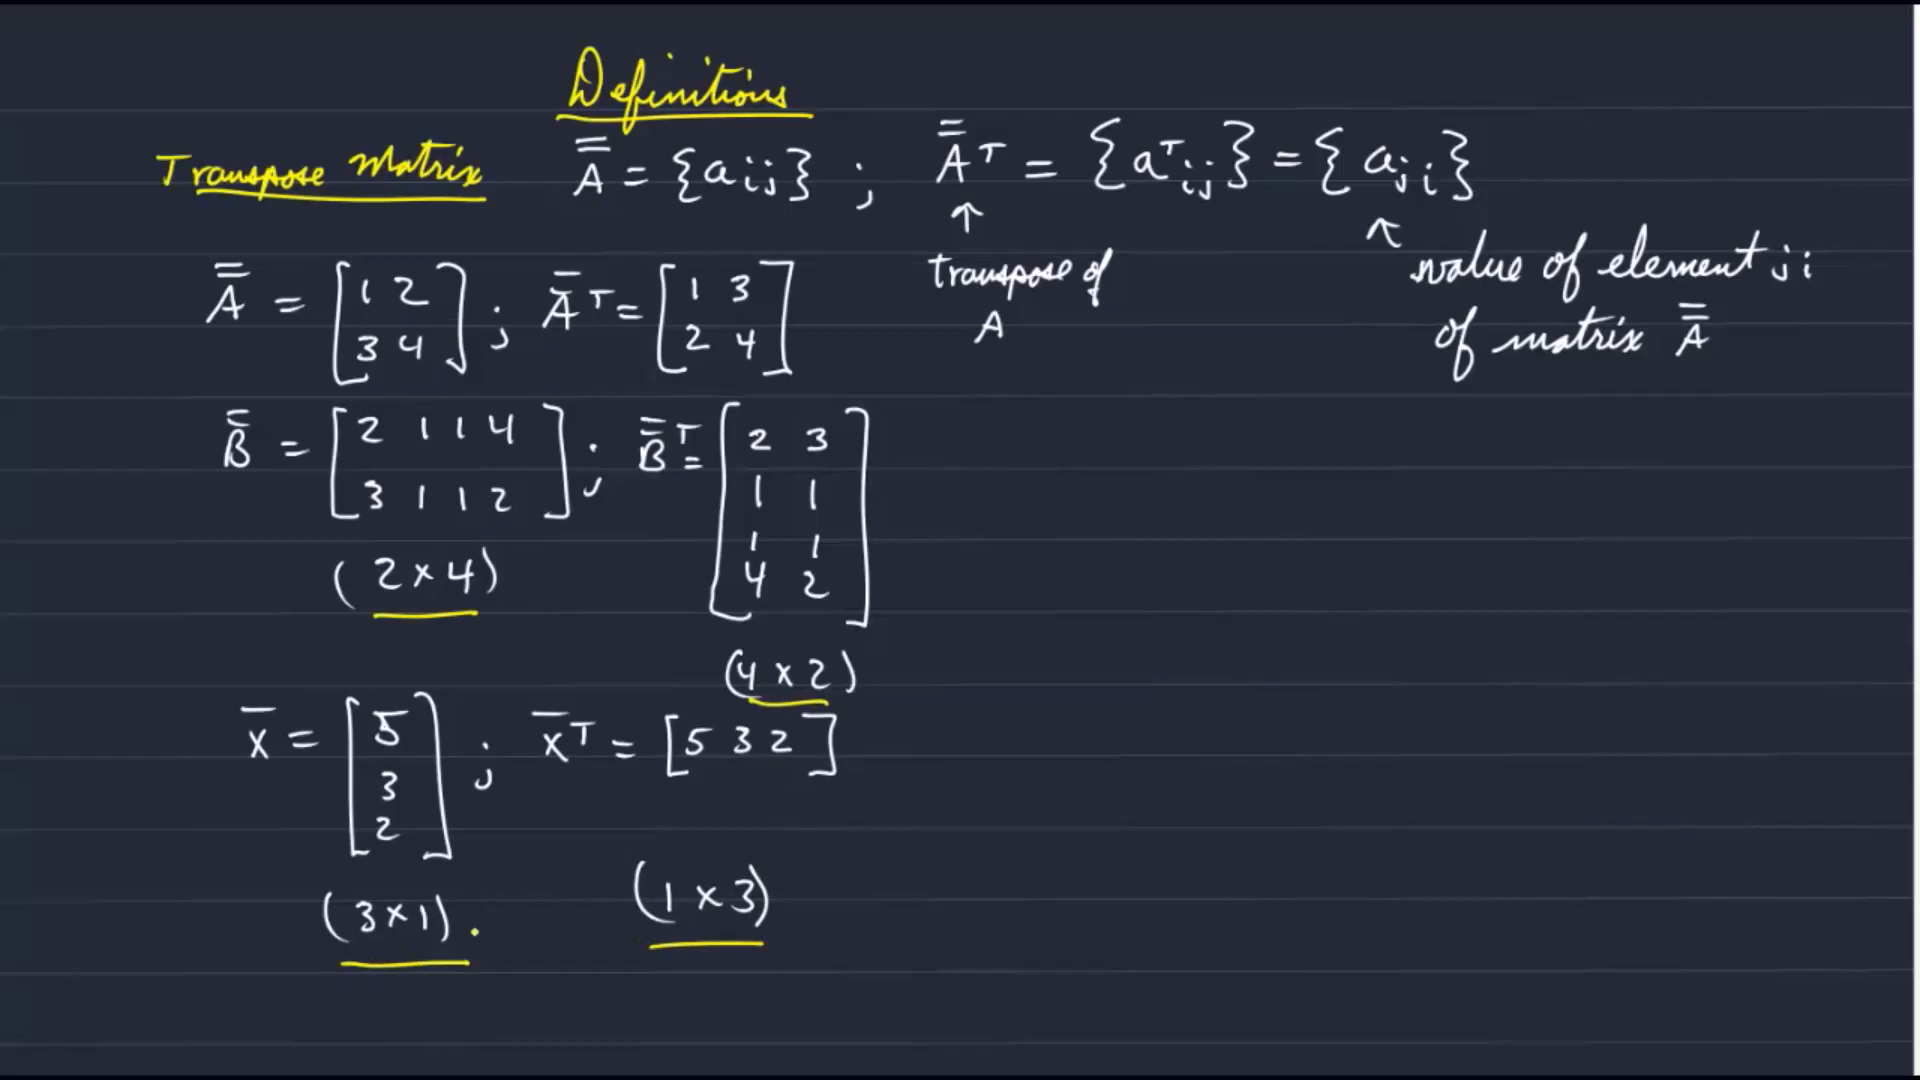 Definitions
Transpose Matrix A̿ = {aᵢⱼ} ; A̿ᵀ = {aᵀᵢⱼ} = {aⱼᵢ}
↑ ↑
transpose of A
value of element ji
of matrix A̿
A̿ = [1 2; 3 4] ; A̿ᵀ = [1 3; 2 4]
B̿ = [2 1 1 4; 3 1 1 2] ; B̿ᵀ = [2 3; 1 1; 1 1; 4 2]
(2 × 4)
(4 × 2)
x̄ = [5; 3; 2] ; x̄ᵀ = [5 3 2]
(3 × 1) . (1 × 3)